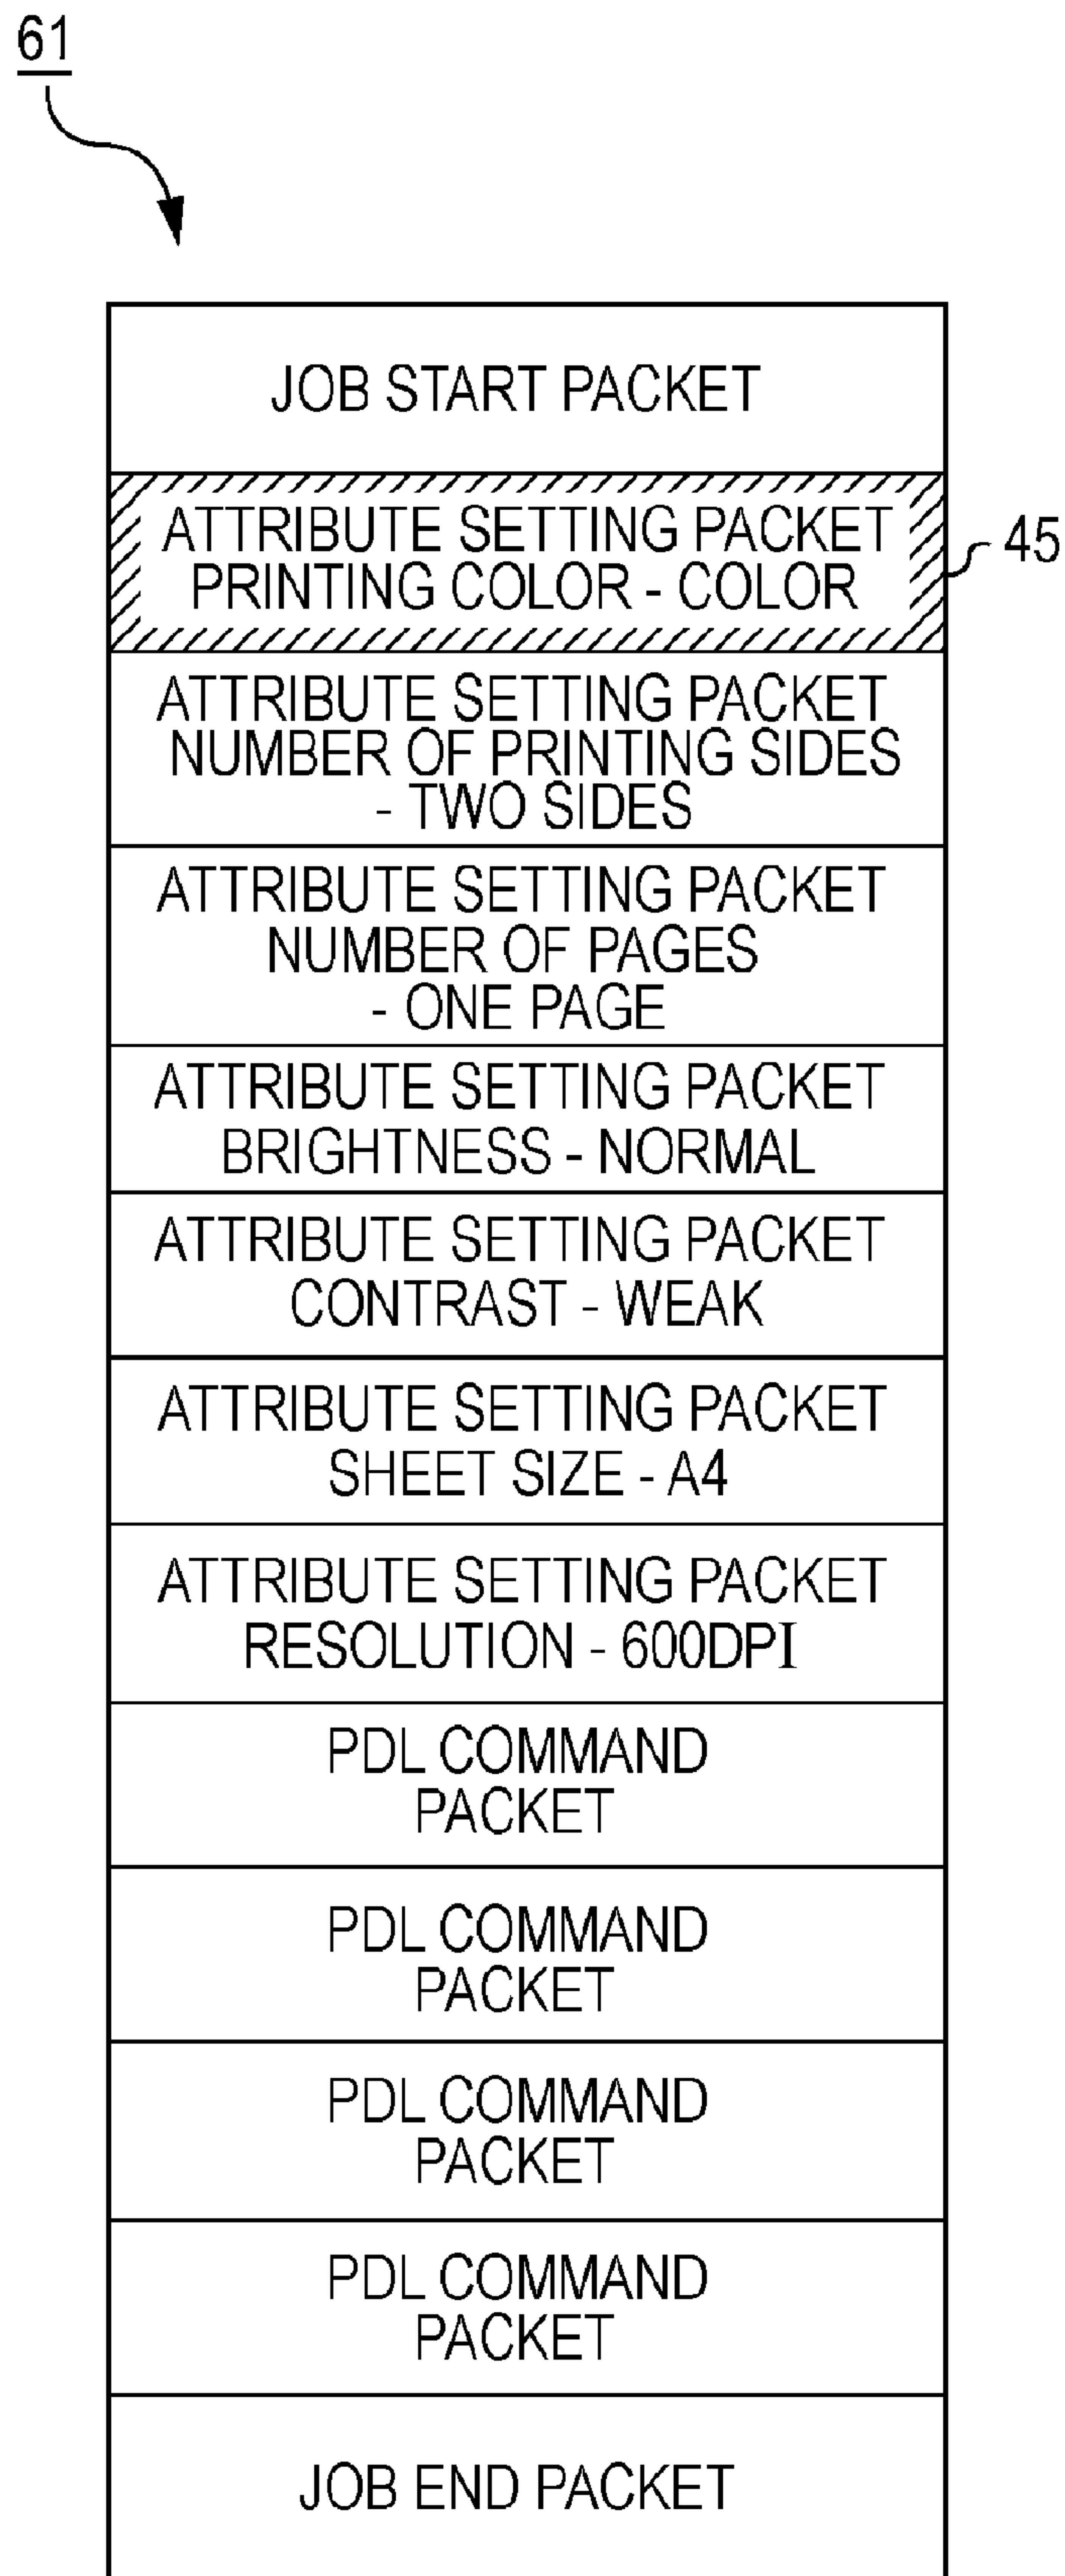 61
JOB START PACKET
ATTRIBUTE SETTING PACKET
PRINTING COLOR - COLOR
45
ATTRIBUTE SETTING PACKET
NUMBER OF PRINTING SIDES
- TWO SIDES
ATTRIBUTE SETTING PACKET
NUMBER OF PAGES
- ONE PAGE
ATTRIBUTE SETTING PACKET
BRIGHTNESS - NORMAL
ATTRIBUTE SETTING PACKET
CONTRAST - WEAK
ATTRIBUTE SETTING PACKET
SHEET SIZE - A4
ATTRIBUTE SETTING PACKET
RESOLUTION - 600DPI
PDL COMMAND
PACKET
PDL COMMAND
PACKET
PDL COMMAND
PACKET
PDL COMMAND
PACKET
JOB END PACKET